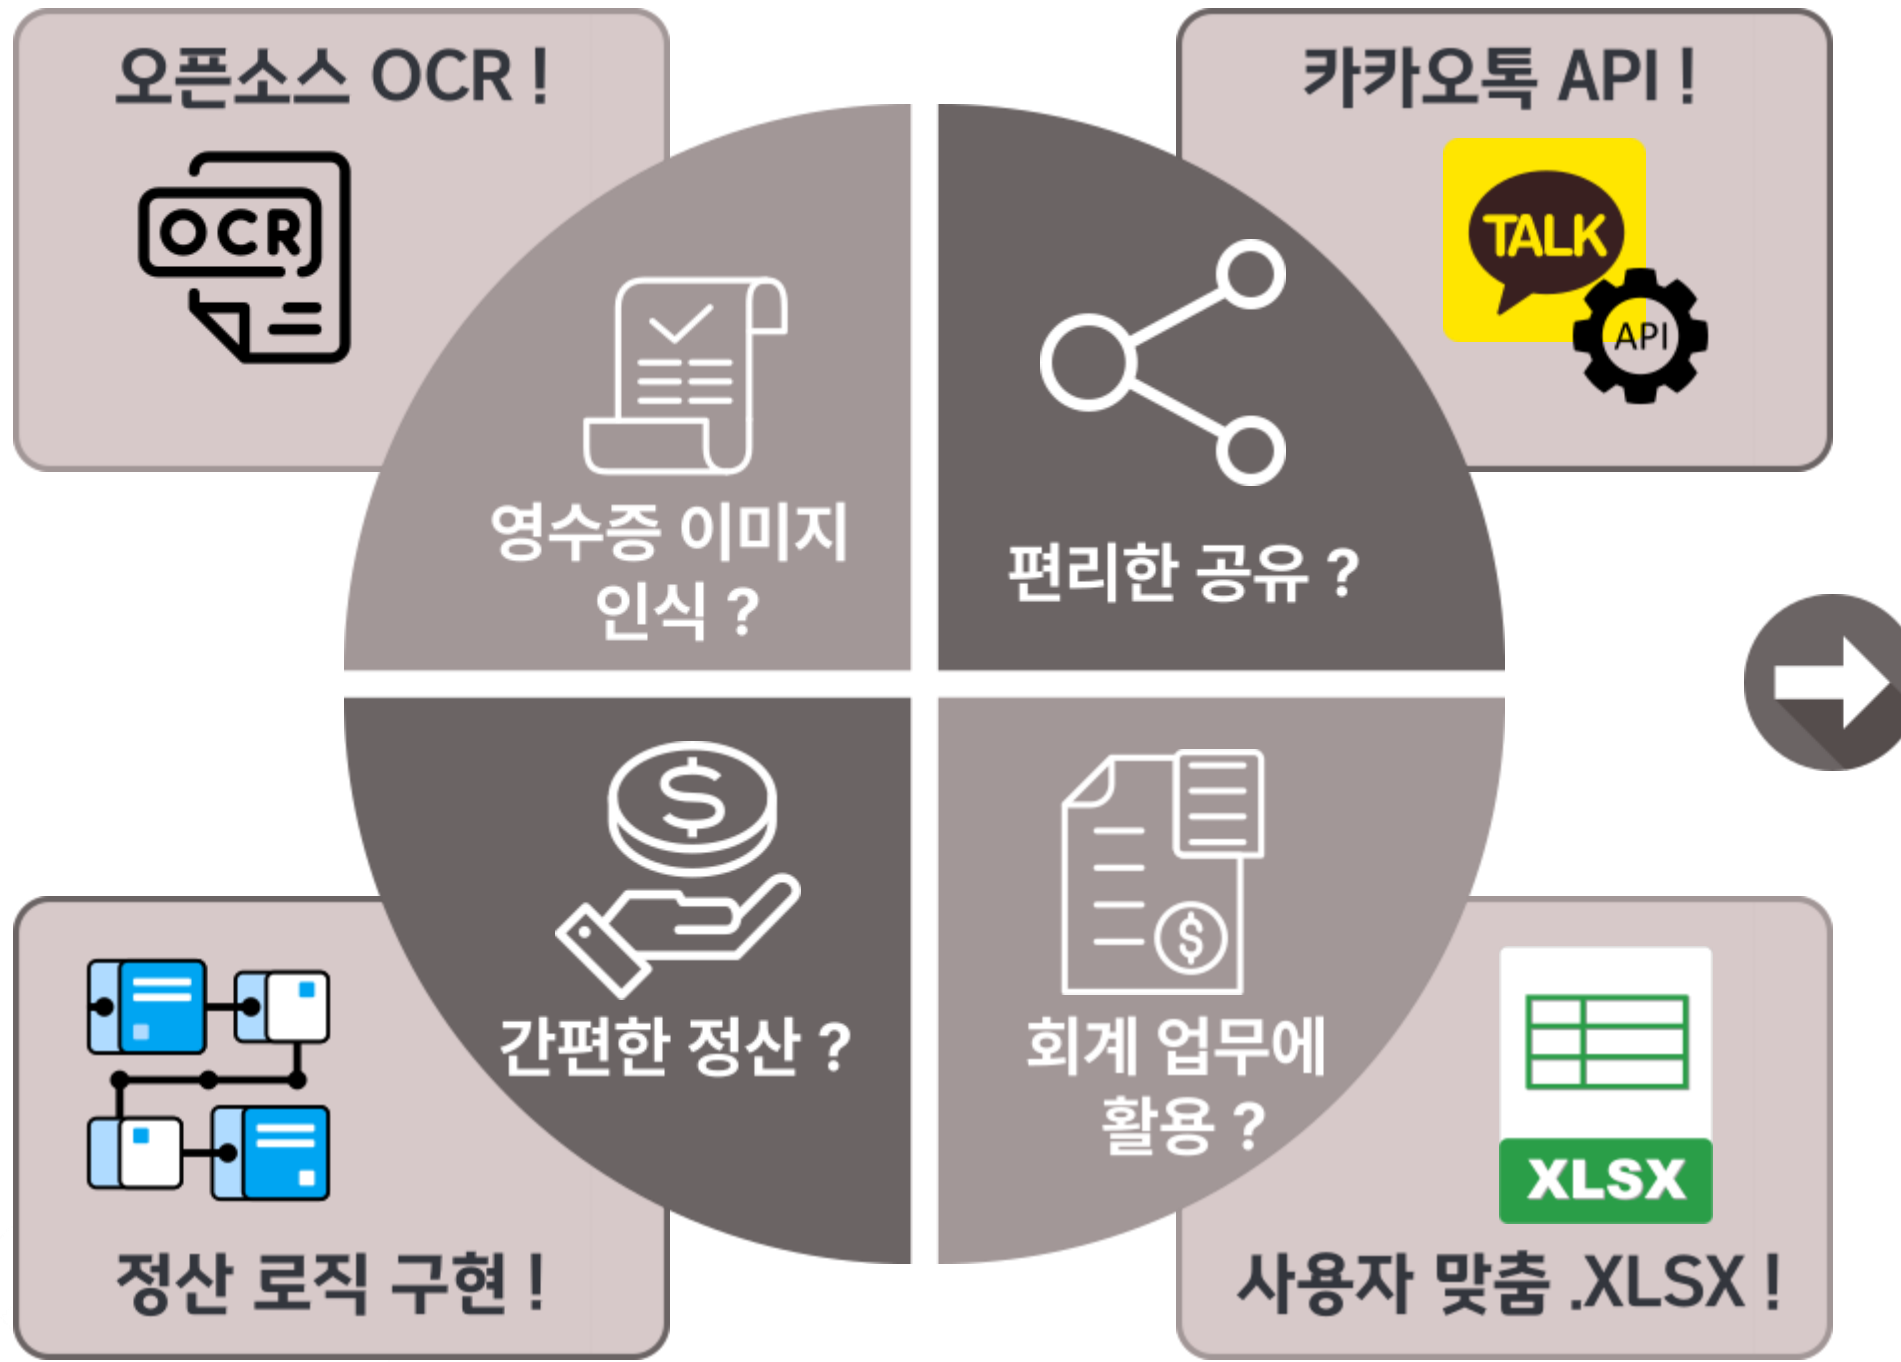 오픈소스 OCR !
OCR
영수증 이미지
인식 ?
카카오톡 API !
TALK
API
편리한 공유 ?
$
간편한 정산 ?
정산 로직 구현 !
$
회계 업무에
활용 ?
XLSX
사용자 맞춤 .XLSX !